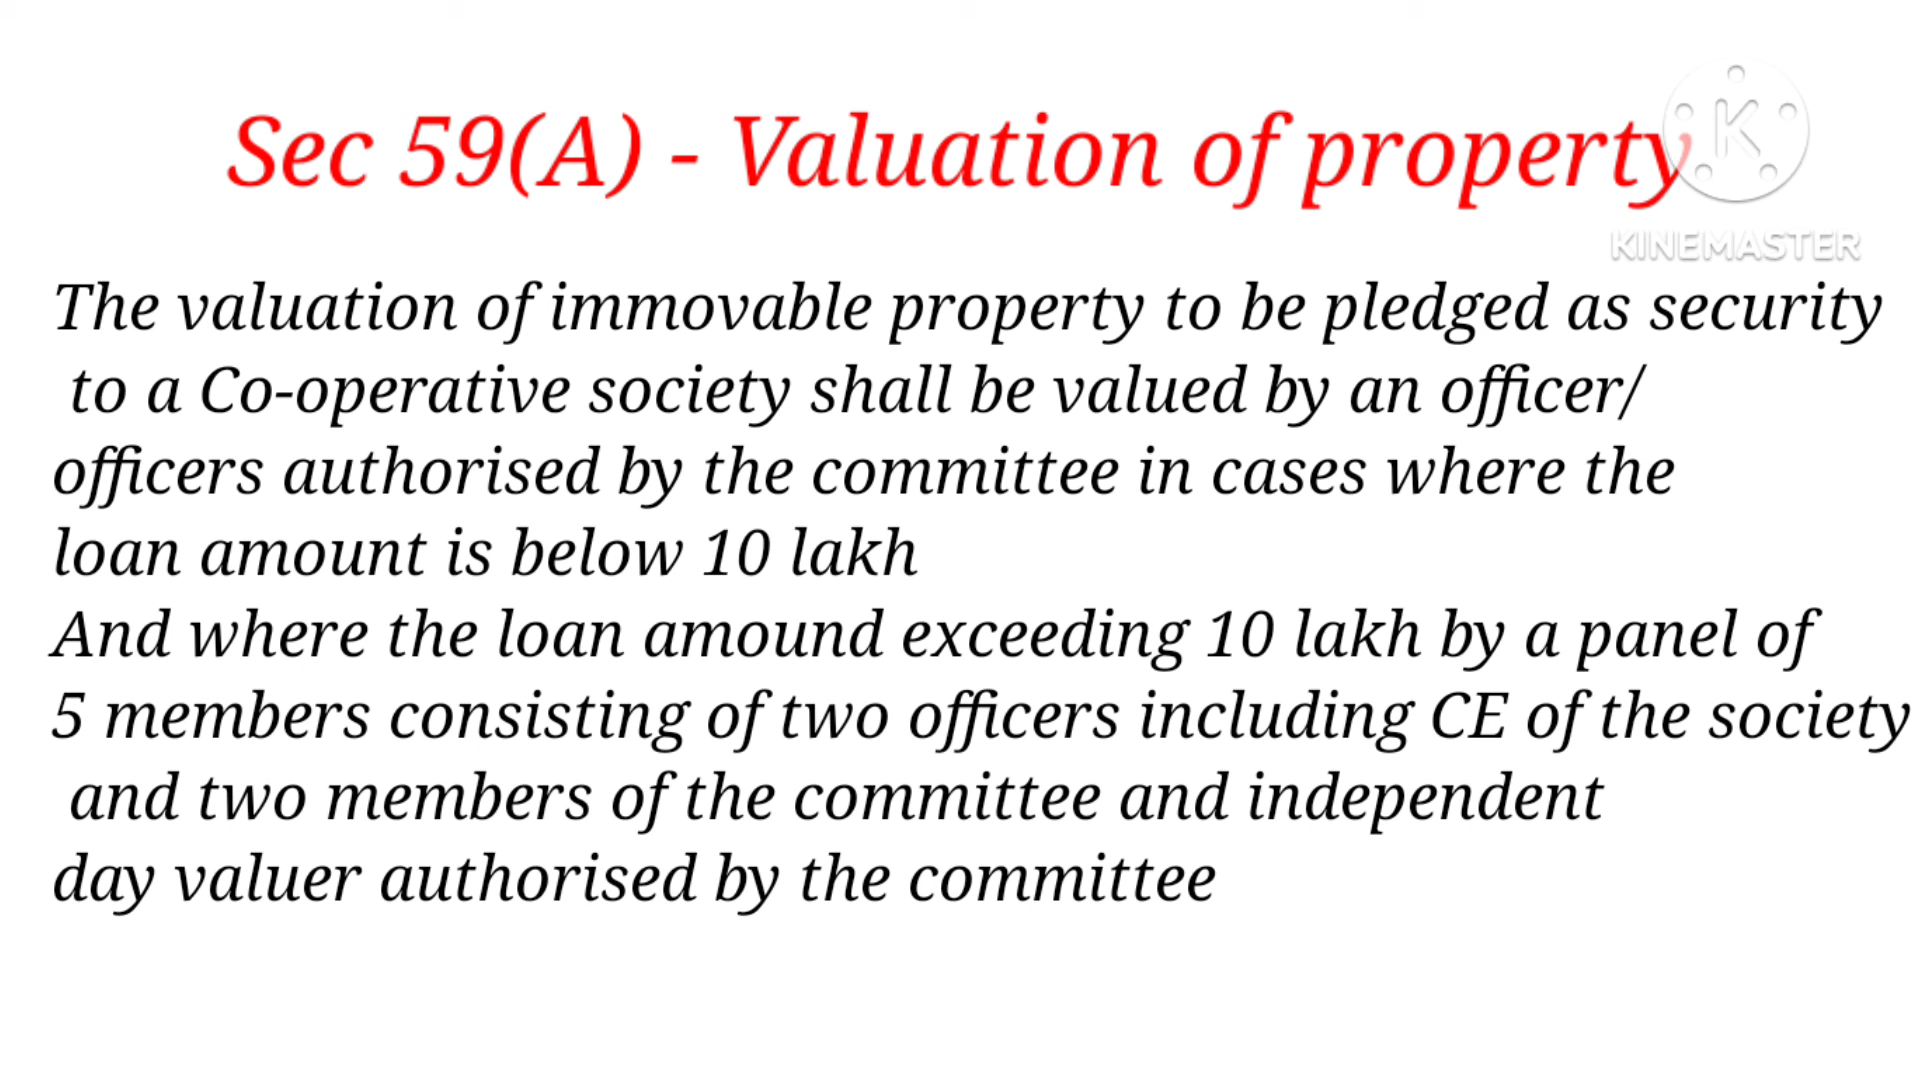 Sec 59(A) - Valuation of property
K
KINEMASTER
The valuation of immovable property to be pledged as security
to a Co-operative society shall be valued by an officer/
officers authorised by the committee in cases where the
loan amount is below 10 lakh
And where the loan amound exceeding 10 lakh by a panel of
5 members consisting of two officers including CE of the society
and two members of the committee and independent
day valuer authorised by the committee